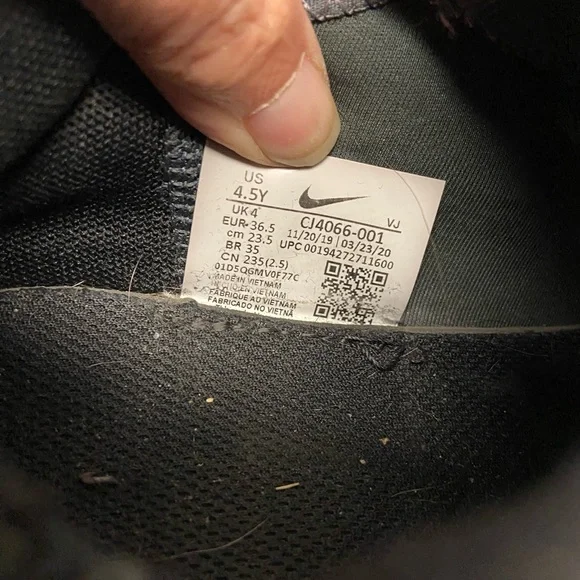 US
4.5Y
UK 4
EUR 36.5
cm 23.5
BR 35
CN 235(2.5)
CJ4066-001 VJ
11/20/19 03/23/20
UPC 00194272711600
01D5QGMV0F77C
MADE IN VIETNAM
FABRIQUE AU VIETNAM
FABRICADO NO VIETNÃ